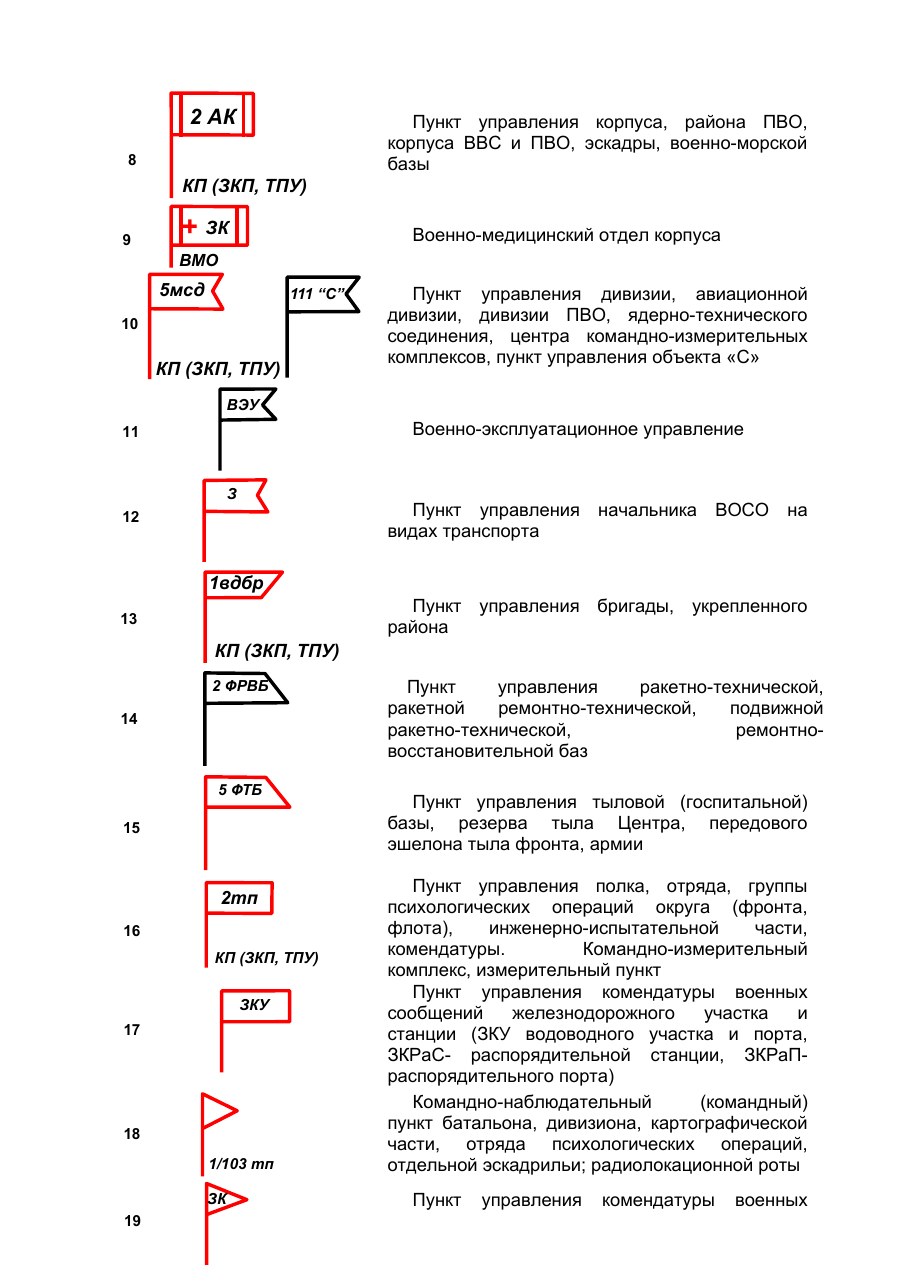 2 АК
Пункт управления корпуса, района ПВО,
корпуса ВВС и ПВО, эскадры, военно-морской
базы
8
КП (ЗКП, ТПУ)
+ ЗК
9
Военно-медицинский отдел корпуса
ВМО
5мсд
111 “С”
Пункт управления дивизии, авиационной
дивизии, дивизии ПВО, ядерно-технического
соединения, центра командно-измерительных
комплексов, пункт управления объекта «С»
10
КП (ЗКП, ТПУ)
ВЭУ
11
Военно-эксплуатационное управление
З
12
Пункт управления начальника ВОСО на
видах транспорта
1вдбр
13
Пункт управления бригады, укрепленного
района
КП (ЗКП, ТПУ)
2 ФРВБ
14
Пункт управления ракетно-технической,
ракетной ремонтно-технической, подвижной
ракетно-технической, ремонтно-
восстановительной баз
5 ФТБ
15
Пункт управления тыловой (госпитальной)
базы, резерва тыла Центра, передового
эшелона тыла фронта, армии
2тп
16
Пункт управления полка, отряда, группы
психологических операций округа (фронта,
флота), инженерно-испытательной части,
комендатуры. Командно-измерительный
комплекс, измерительный пункт
КП (ЗКП, ТПУ)
ЗКУ
17
Пункт управления комендатуры военных
сообщений железнодорожного участка и
станции (ЗКУ водоводного участка и порта,
ЗКРаС- распорядительной станции, ЗКРаП-
распорядительного порта)
18
Командно-наблюдательный (командный)
пункт батальона, дивизиона, картографической
части, отряда психологических операций,
отдельной эскадрильи; радиолокационной роты
1/103 тп
ЗК
19
Пункт управления комендатуры военных